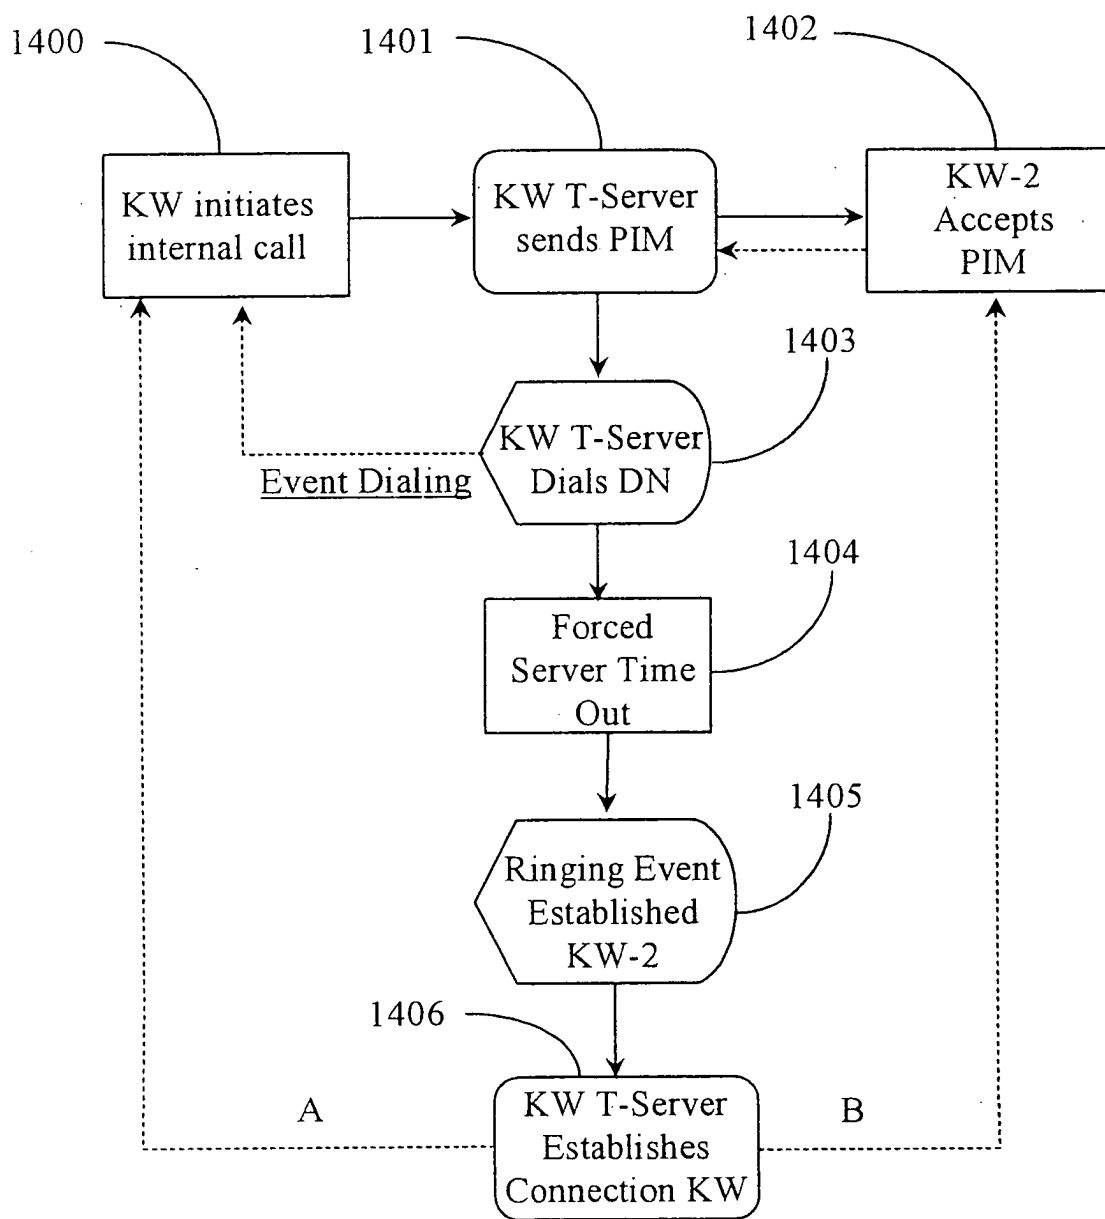 1400
1401
1402
KW initiates
internal call
KW T-Server
sends PIM
KW-2
Accepts
PIM
1403
KW T-Server
Dials DN
Event Dialing
1404
Forced
Server Time
Out
1405
Ringing Event
Established
KW-2
1406
A
B
KW T-Server
Establishes
Connection KW